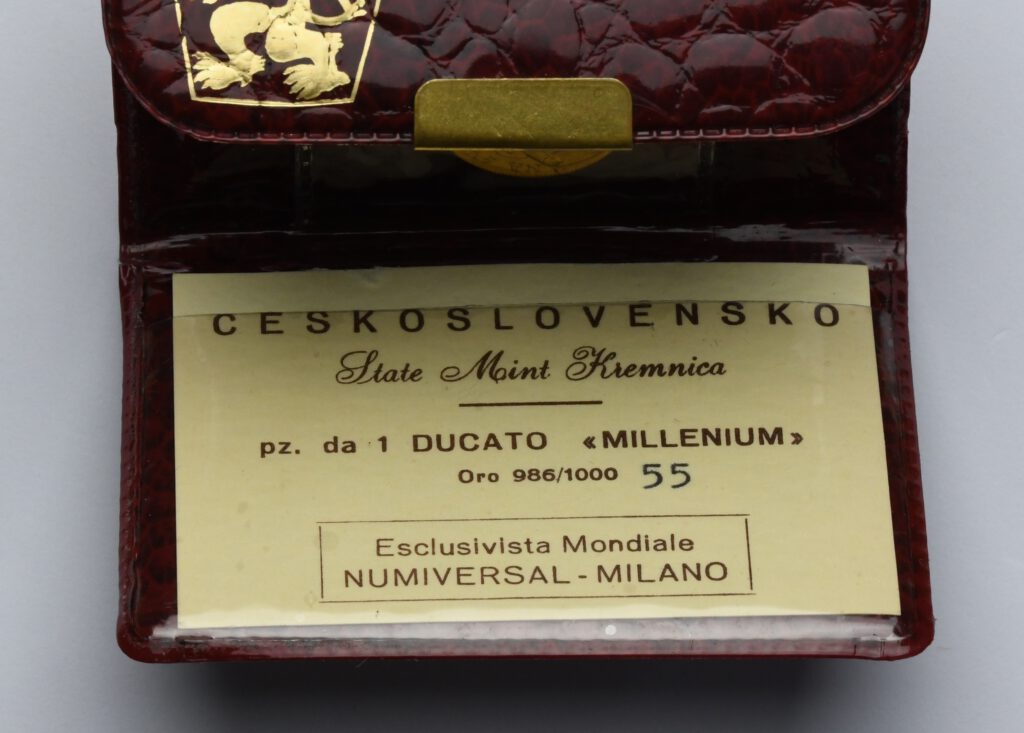 CESKOSLOVENSKO
State Mint Kremnica
pz. da 1 DUCATO «MILLENIUM»
Oro 986/1000 55
Esclusivista Mondiale
NUMIVERSAL - MILANO